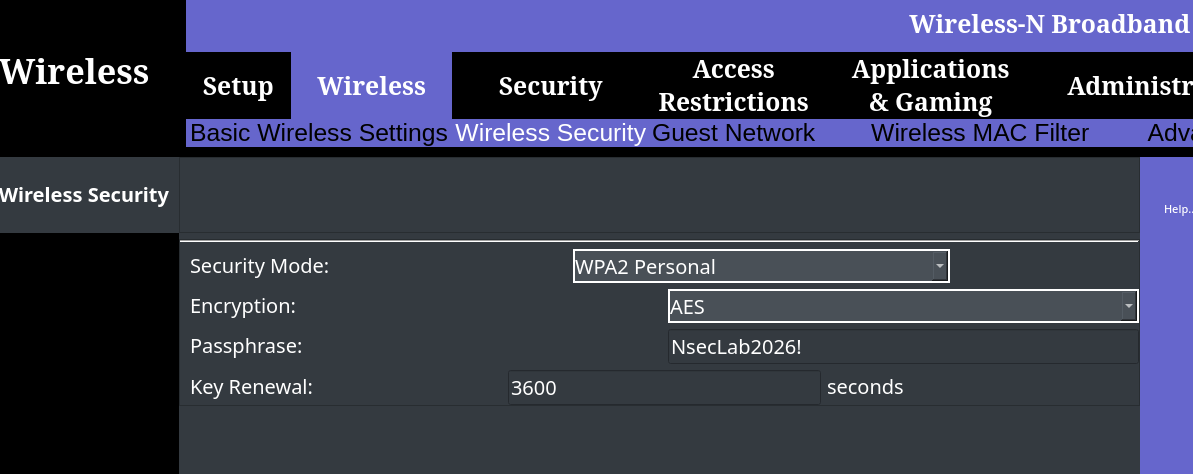 Wireless-N Broadband
Wireless
Setup
Wireless
Security
Access
Restrictions
Applications
& Gaming
Administr
Basic Wireless Settings
Wireless Security
Guest Network
Wireless MAC Filter
Adva
Wireless Security
Help..
Security Mode:
WPA2 Personal
Encryption:
AES
Passphrase:
NsecLab2026!
Key Renewal:
3600
seconds